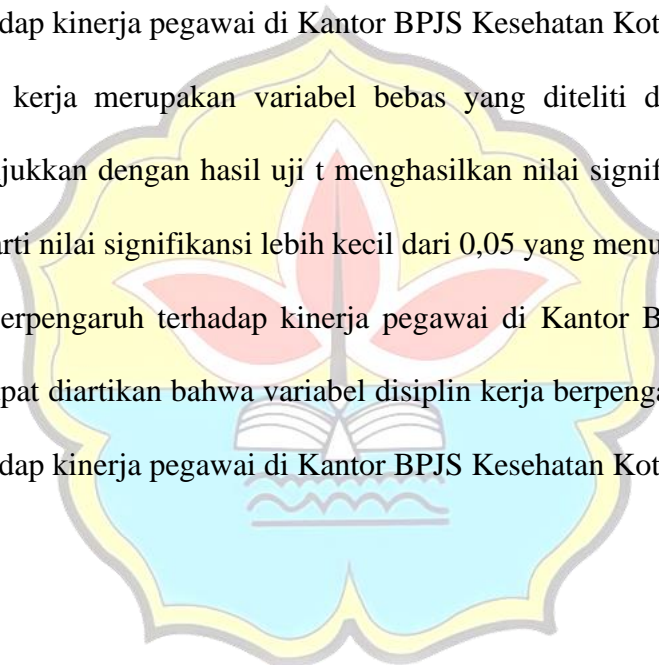 dap kinerja pegawai di Kantor BPJS Kesehatan Kot
kerja merupakan variabel bebas yang diteliti d
jukkan dengan hasil uji t menghasilkan nilai signif
arti nilai signifikansi lebih kecil dari 0,05 yang menu
erpengaruh terhadap kinerja pegawai di Kantor B
pat diartikan bahwa variabel disiplin kerja berpenga
dap kinerja pegawai di Kantor BPJS Kesehatan Kot